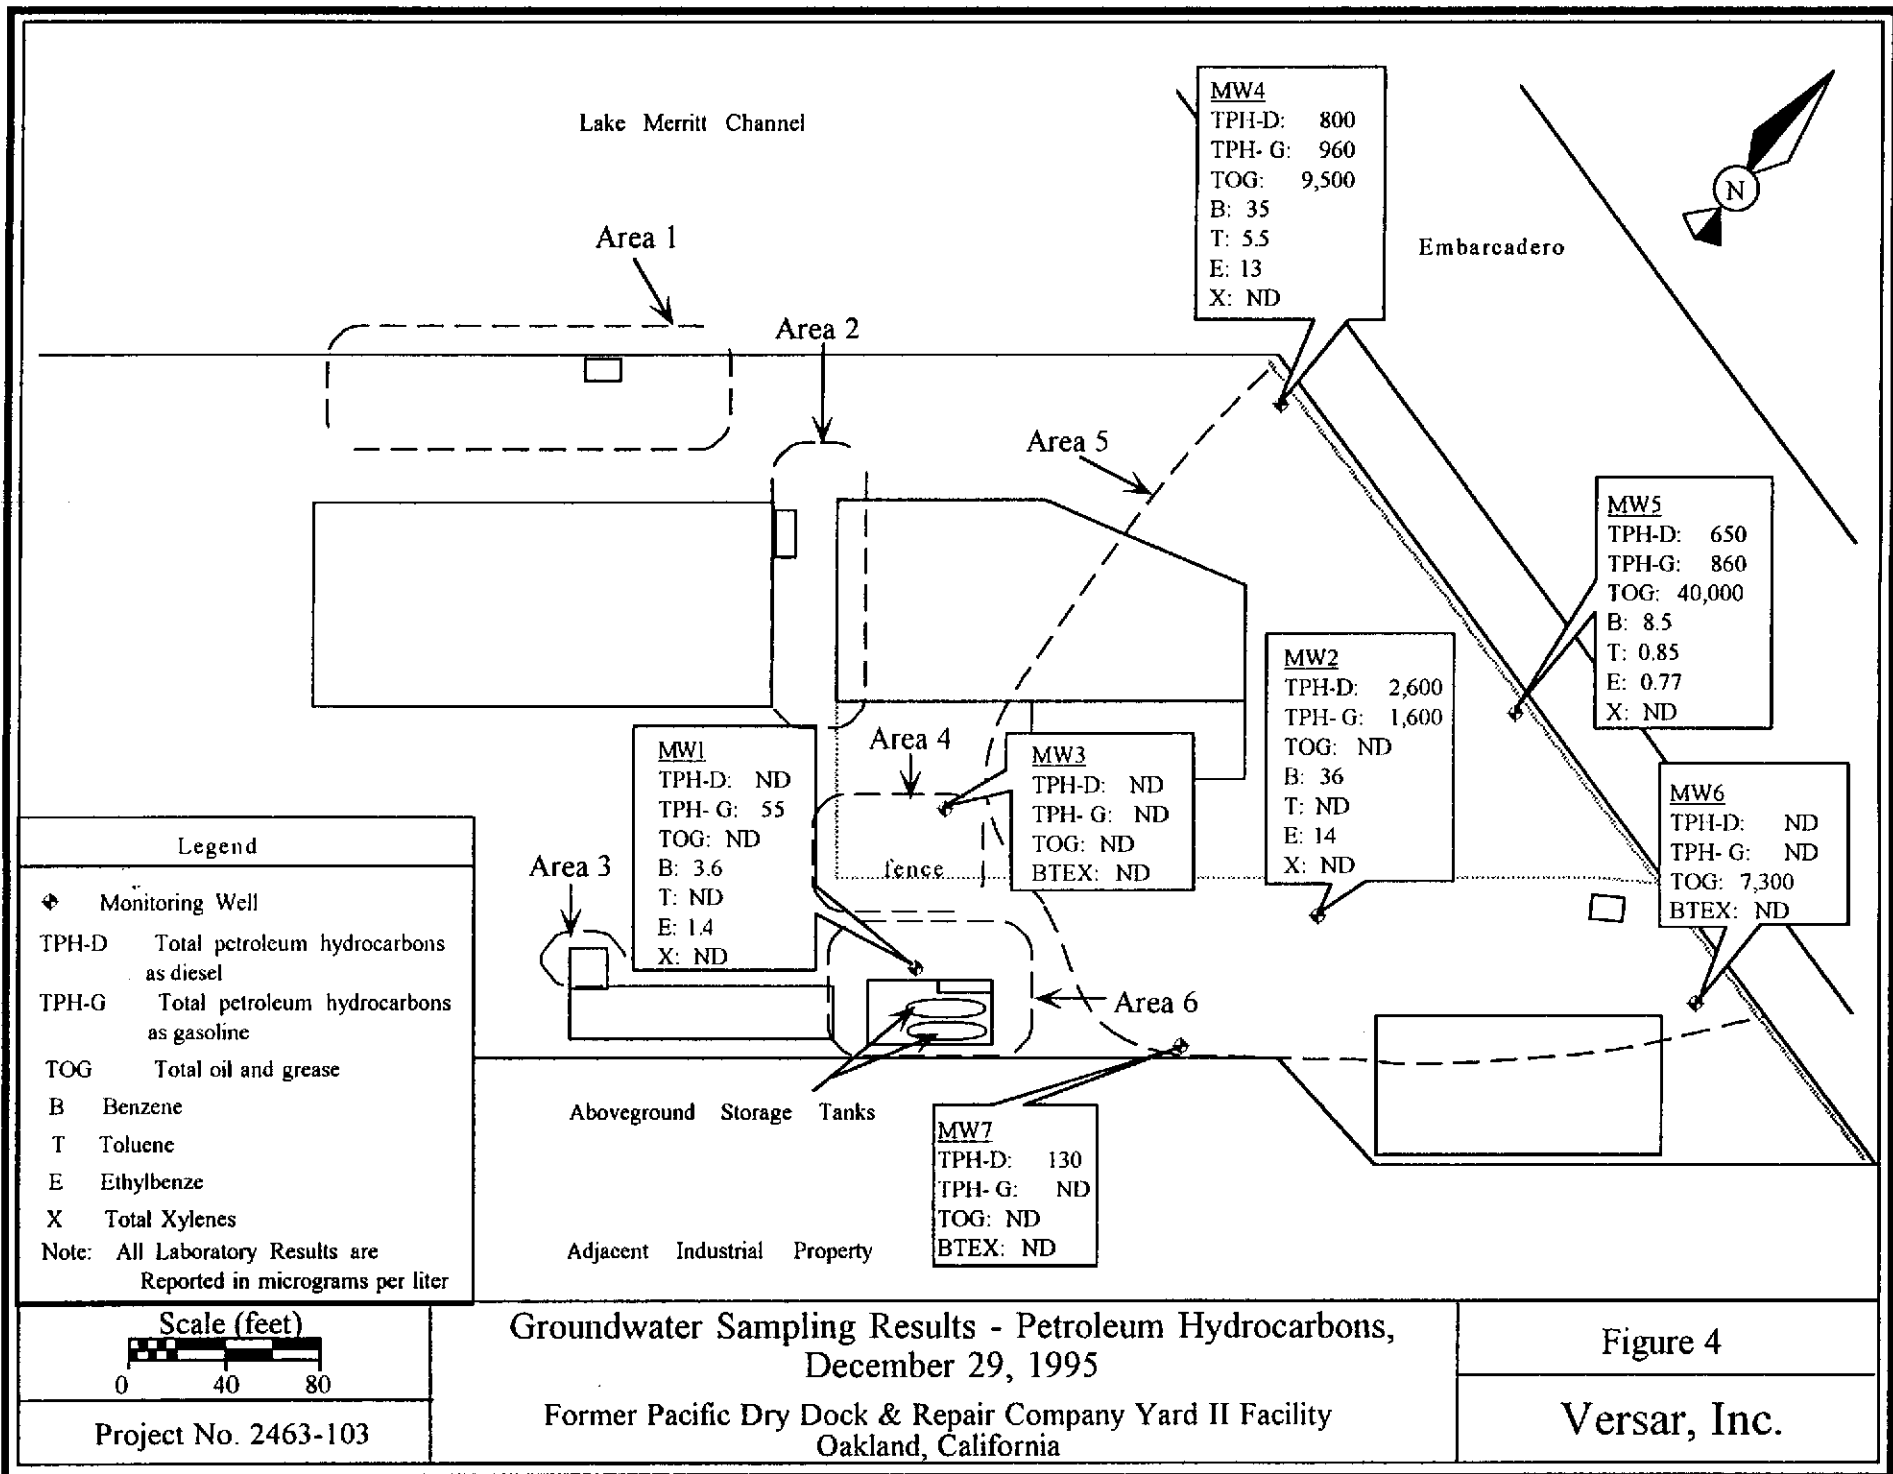 Lake Merritt Channel
MW4
TPH-D: 800
TPH- G: 960
TOG: 9,500
B: 35
T: 5.5
E: 13
X: ND
N
Embarcadero
Area 1
Area 2
Area 5
MW5
TPH-D: 650
TPH-G: 860
TOG: 40,000
B: 8.5
T: 0.85
E: 0.77
X: ND
MW2
TPH-D: 2,600
TPH- G: 1,600
TOG: ND
B: 36
T: ND
E: 14
X: ND
MW1
TPH-D: ND
TPH- G: 55
TOG: ND
B: 3.6
T: ND
E: 1.4
X: ND
Area 4
MW3
TPH-D: ND
TPH- G: ND
TOG: ND
BTEX: ND
MW6
TPH-D: ND
TPH- G: ND
TOG: 7,300
BTEX: ND
fence
Area 3
Area 6
Aboveground Storage Tanks
MW7
TPH-D: 130
TPH- G: ND
TOG: ND
BTEX: ND
Adjacent Industrial Property
Legend
Monitoring Well
TPH-D Total petroleum hydrocarbons
as diesel
TPH-G Total petroleum hydrocarbons
as gasoline
TOG Total oil and grease
B Benzene
T Toluene
E Ethylbenze
X Total Xylenes
Note: All Laboratory Results are
Reported in micrograms per liter
Scale (feet)
0 40 80
Project No. 2463-103
Groundwater Sampling Results - Petroleum Hydrocarbons,
December 29, 1995
Former Pacific Dry Dock & Repair Company Yard II Facility
Oakland, California
Figure 4
Versar, Inc.